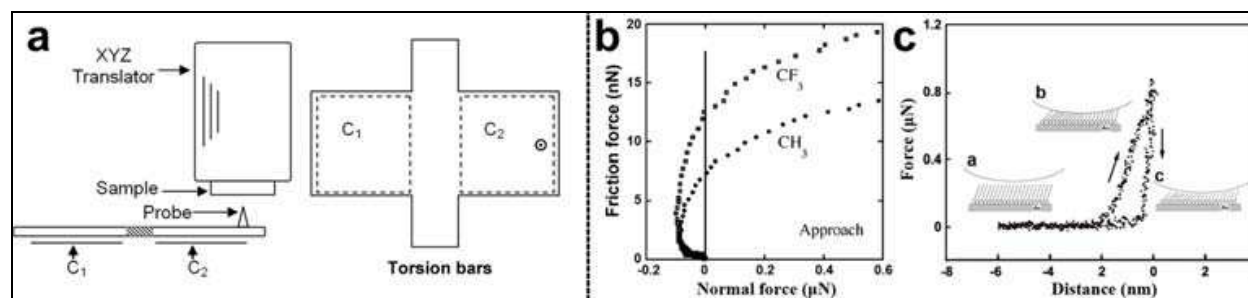 a
XYZ
Translator
Sample
Probe
C1
C2
C1
C2
Torsion bars
b
Friction force (nN)
20
15
10
5
0
CF3
CH3
Approach
-0.2
0
0.2
0.4
0.6
Normal force (μN)
c
Force (μN)
1.2
0.8
0.4
0
b
a
c
-8
-6
-4
2
0
2
Distance (nm)